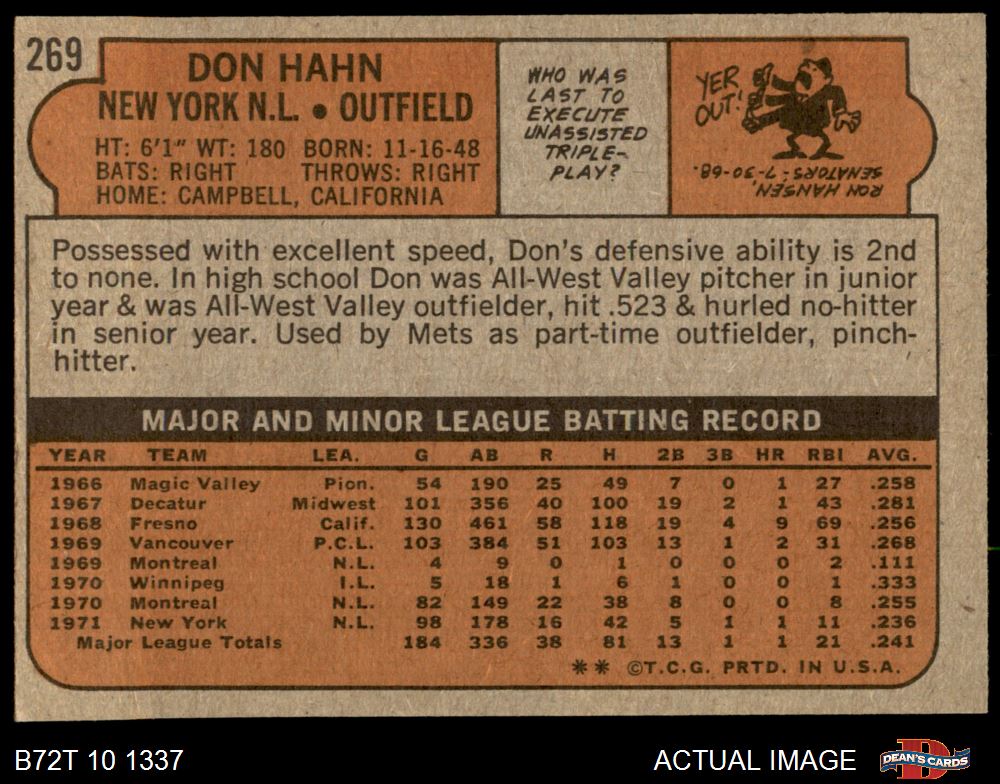 269
DON HAHN
NEW YORK N.L. • OUTFIELD
HT: 6'1" WT: 180 BORN: 11-16-48
BATS: RIGHT THROWS: RIGHT
HOME: CAMPBELL, CALIFORNIA
WHO WAS
LAST TO
EXECUTE
UNASSISTED
TRIPLE-
PLAY?
YER
OUT!
RON HANSEN,
SENATORS - 7-30-68.
Possessed with excellent speed, Don's defensive ability is 2nd
to none. In high school Don was All-West Valley pitcher in junior
year & was All-West Valley outfielder, hit .523 & hurled no-hitter
in senior year. Used by Mets as part-time outfielder, pinch-
hitter.
MAJOR AND MINOR LEAGUE BATTING RECORD
YEAR TEAM LEA. G AB R H 2B 3B HR RBI AVG.
1966 Magic Valley Pion. 54 190 25 49 7 0 1 27 .258
1967 Decatur Midwest 101 356 40 100 19 2 1 43 .281
1968 Fresno Calif. 130 461 58 118 19 4 9 69 .256
1969 Vancouver P.C.L. 103 384 51 103 13 1 2 31 .268
1969 Montreal N.L. 4 9 0 1 0 0 0 2 .111
1970 Winnipeg I.L. 5 18 1 6 1 0 0 1 .333
1970 Montreal N.L. 82 149 22 38 8 0 0 8 .255
1971 New York N.L. 98 178 16 42 5 1 1 11 .236
Major League Totals 184 336 38 81 13 1 1 21 .241
** ©T.C.G. PRTD. IN U.S.A.
B72T 10 1337
ACTUAL IMAGE
DEAN'S CARDS